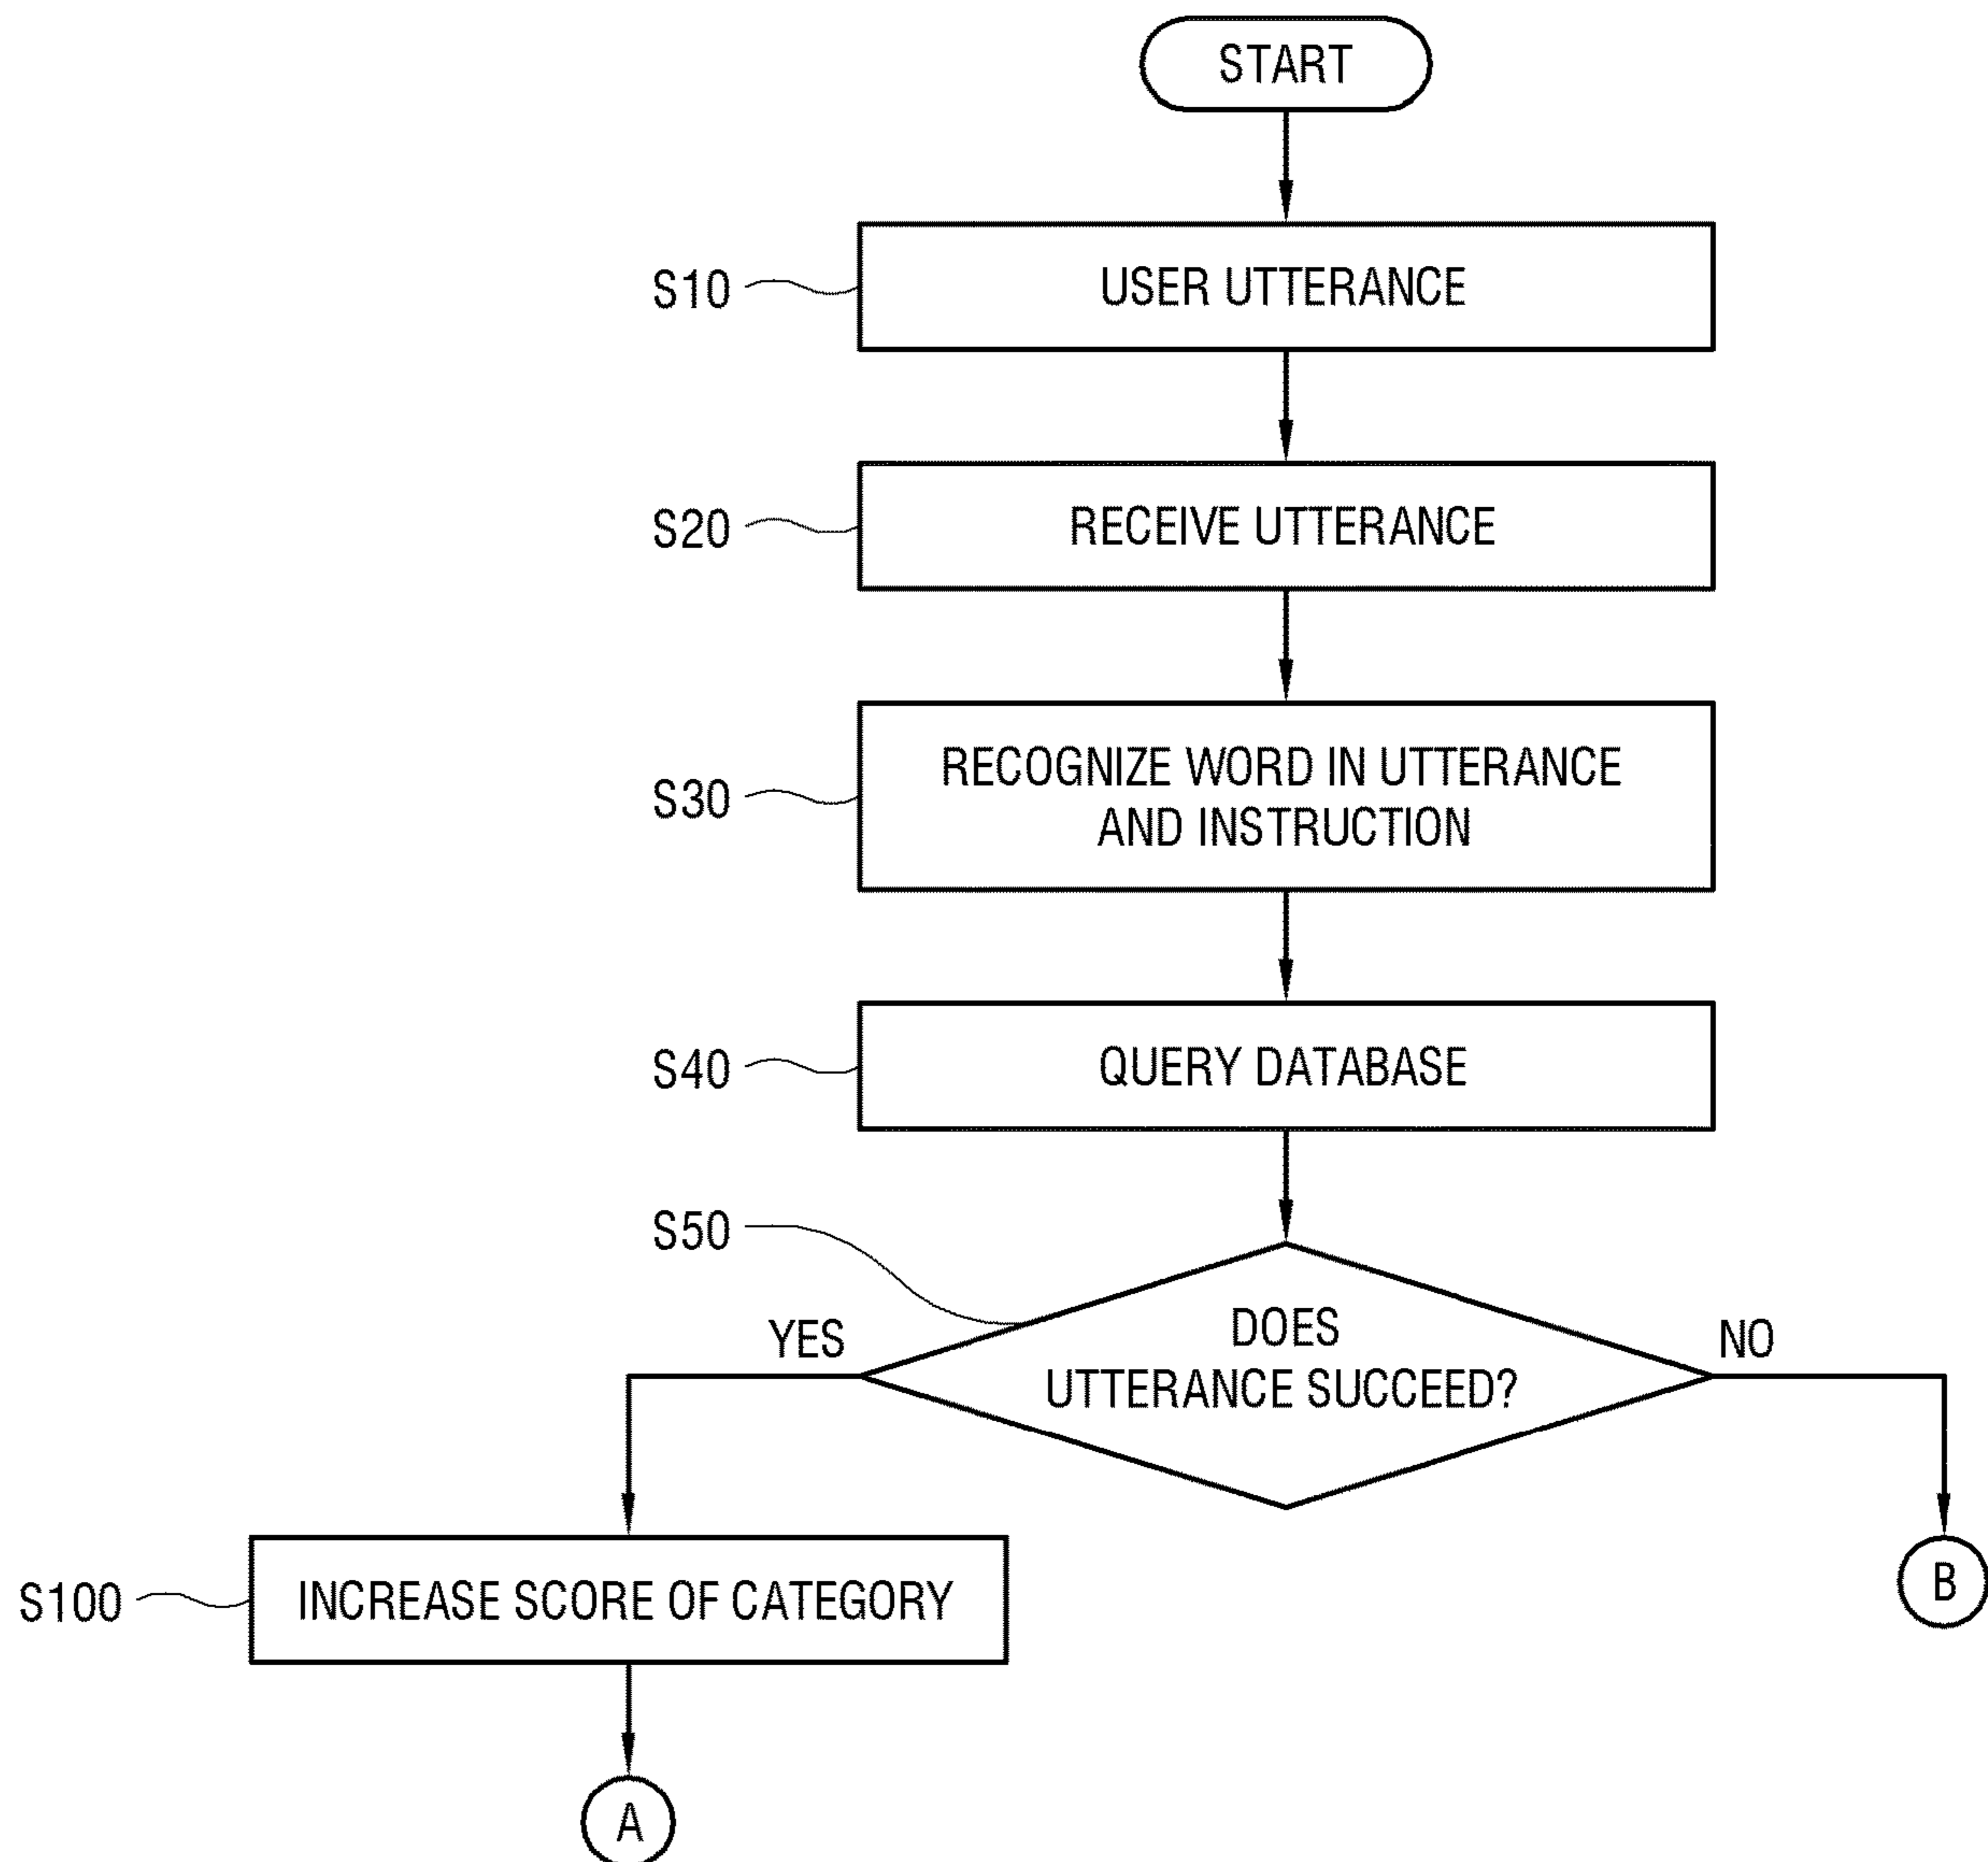 START
S10
USER UTTERANCE
S20
RECEIVE UTTERANCE
S30
RECOGNIZE WORD IN UTTERANCE
AND INSTRUCTION
S40
QUERY DATABASE
S50
DOES
UTTERANCE SUCCEED?
YES
NO
S100
INCREASE SCORE OF CATEGORY
B
A